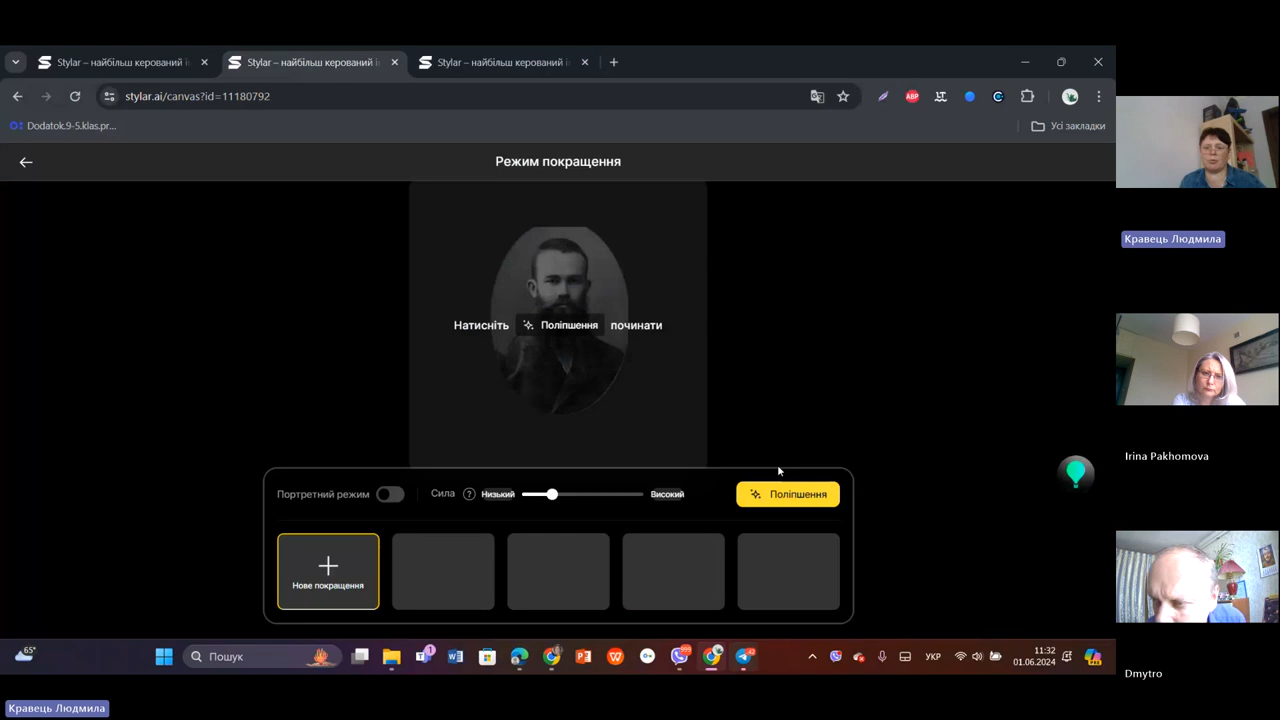 Stylar – найбільш керований і
Stylar – найбільш керований і
Stylar – найбільш керований і
stylar.ai/canvas?id=11180792
ABP
Dodatok.9-5.klas.pr...
Усі закладки
Режим покращення
Натисніть Поліпшення починати
Портретний режим
Сила ? Низький Високий
Поліпшення
Нове покращення
65°
Пошук
УКР
11:32
01.06.2024
Кравець Людмила
Irina Pakhomova
Dmytro
Кравець Людмила